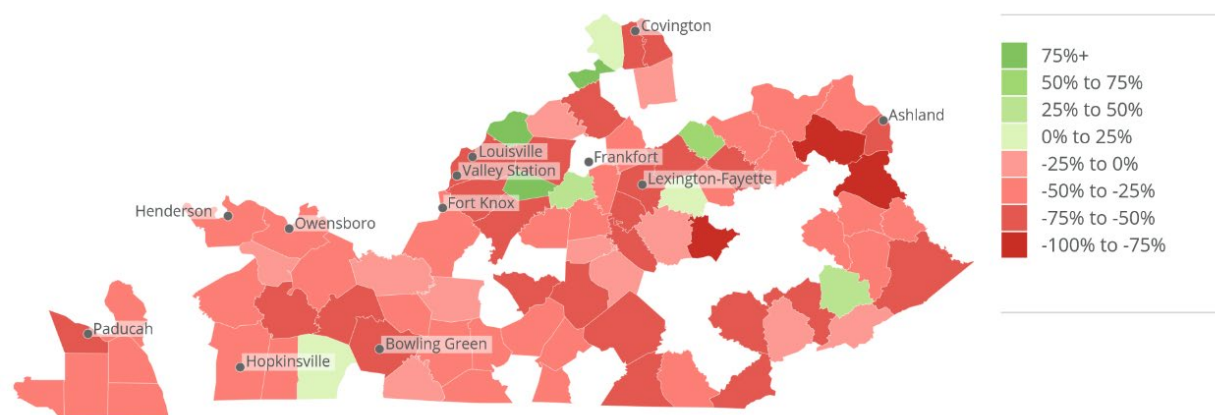 Covington
75%+
50% to 75%
25% to 50%
0% to 25%
-25% to 0%
-50% to -25%
-75% to -50%
-100% to -75%
Ashland
Louisville
Frankfort
Valley Station
Lexington-Fayette
Fort Knox
Henderson
Owensboro
Paducah
Bowling Green
Hopkinsville